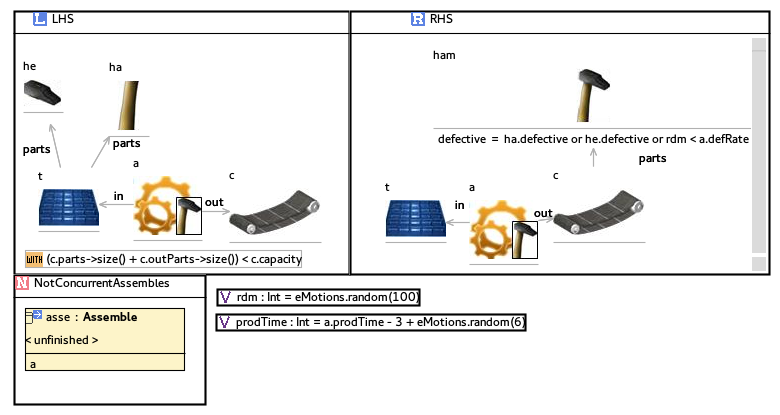 L LHS
R RHS
he
ha
ham
defective = ha.defective or he.defective or rdm < a.defRate
parts
parts
parts
t
a
c
in
out
t
a
c
in
out
WITH (c.parts->size() + c.outParts->size()) < c.capacity
N NotConcurrentAssembles
asse : Assemble
< unfinished >
a
V rdm : Int = eMotions.random(100)
V prodTime : Int = a.prodTime - 3 + eMotions.random(6)